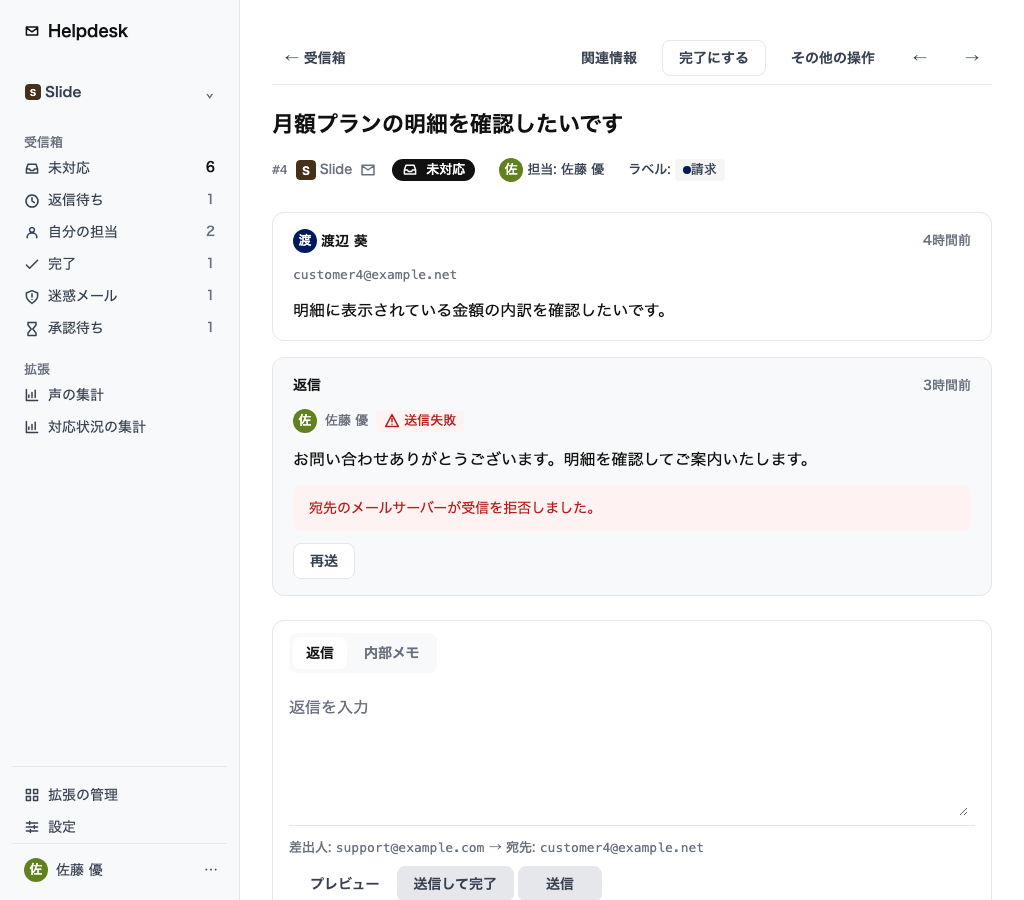 Helpdesk
S Slide
受信箱
未対応 6
返信待ち 1
自分の担当 2
完了 1
迷惑メール 1
承認待ち 1
拡張
声の集計
対応状況の集計
拡張の管理
設定
佐 佐藤 優 ...
← 受信箱 関連情報 完了にする その他の操作 ← →
月額プランの明細を確認したいです
#4 S Slide 未対応 佐 担当: 佐藤 優 ラベル: 請求
渡 渡辺 葵 4時間前
customer4@example.net
明細に表示されている金額の内訳を確認したいです。
返信 3時間前
佐 佐藤 優 送信失敗
お問い合わせありがとうございます。明細を確認してご案内いたします。
宛先のメールサーバーが受信を拒否しました。
再送
返信 内部メモ
返信を入力
差出人: support@example.com → 宛先: customer4@example.net
プレビュー 送信して完了 送信